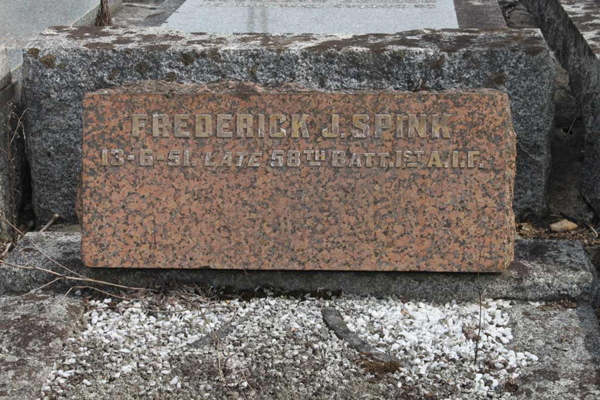 FREDERICK J. SPINK
13-6-51. LATE 58TH BATT. 1ST A.I.F.